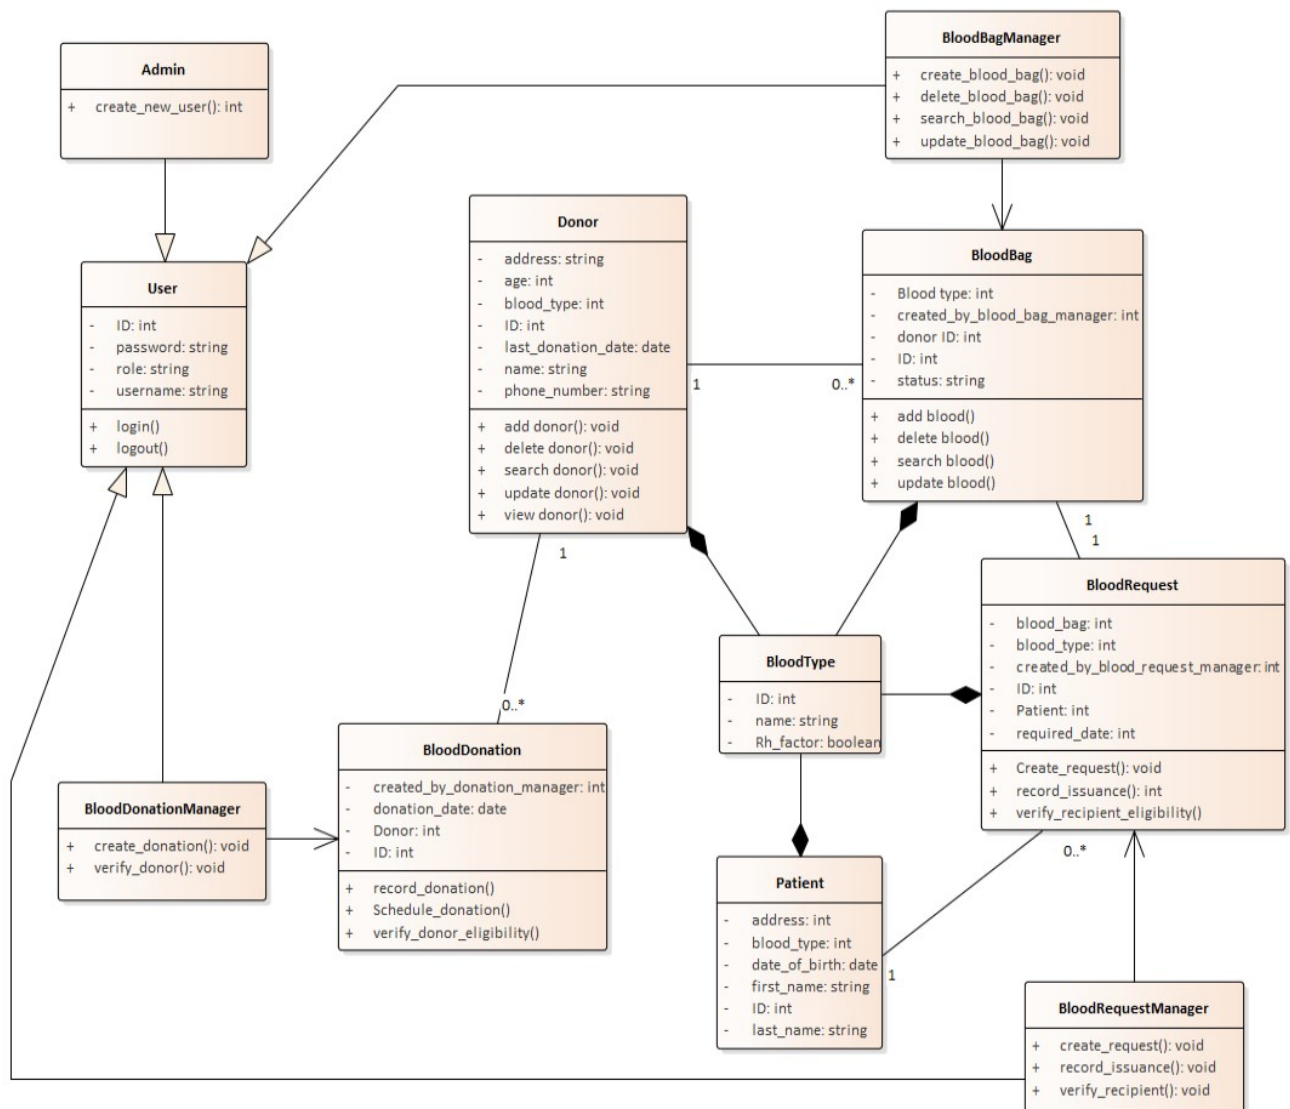 Admin
+ create_new_user(): int
BloodBagManager
+ create_blood_bag(): void
+ delete_blood_bag(): void
+ search_blood_bag(): void
+ update_blood_bag(): void
User
- ID: int
- password: string
- role: string
- username: string
+ login()
+ logout()
Donor
- address: string
- age: int
- blood_type: int
- ID: int
- last_donation_date: date
- name: string
- phone_number: string
+ add donor(): void
+ delete donor(): void
+ search donor(): void
+ update donor(): void
+ view donor(): void
1
0..*
BloodBag
- Blood type: int
- created_by_blood_bag_manager: int
- donor ID: int
- ID: int
- status: string
+ add blood()
+ delete blood()
+ search blood()
+ update blood()
1
1
1
0..*
BloodRequest
- blood_bag: int
- blood_type: int
- created_by_blood_request_manager: int
- ID: int
- Patient: int
- required_date: int
+ Create_request(): void
+ record_issuance(): int
+ verify_recipient_eligibility()
BloodType
- ID: int
- name: string
- Rh_factor: boolean
BloodDonationManager
+ create_donation(): void
+ verify_donor(): void
BloodDonation
- created_by_donation_manager: int
- donation_date: date
- Donor: int
- ID: int
+ record_donation()
+ Schedule_donation()
+ verify_donor_eligibility()
Patient
- address: int
- blood_type: int
- date_of_birth: date
- first_name: string
- ID: int
- last_name: string
0..*
1
BloodRequestManager
+ create_request(): void
+ record_issuance(): void
+ verify_recipient(): void